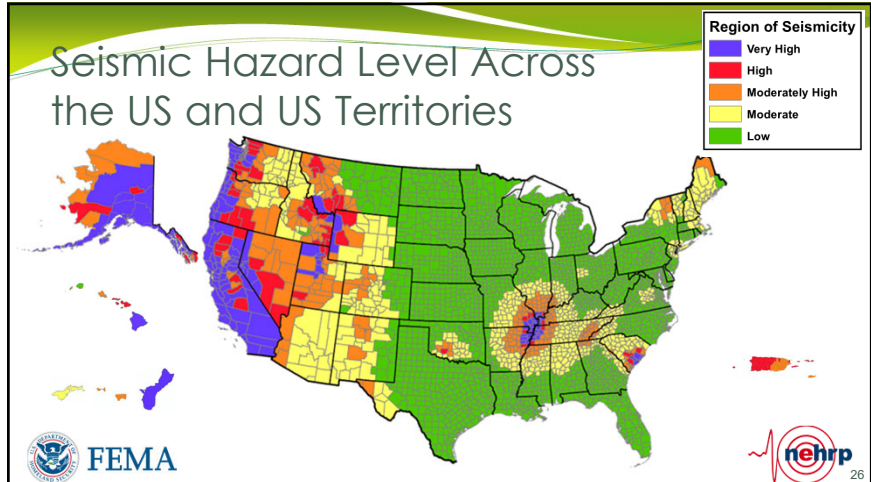 Seismic Hazard Level Across
the US and US Territories
Region of Seismicity
Very High
High
Moderately High
Moderate
Low
FEMA
nehrp
26